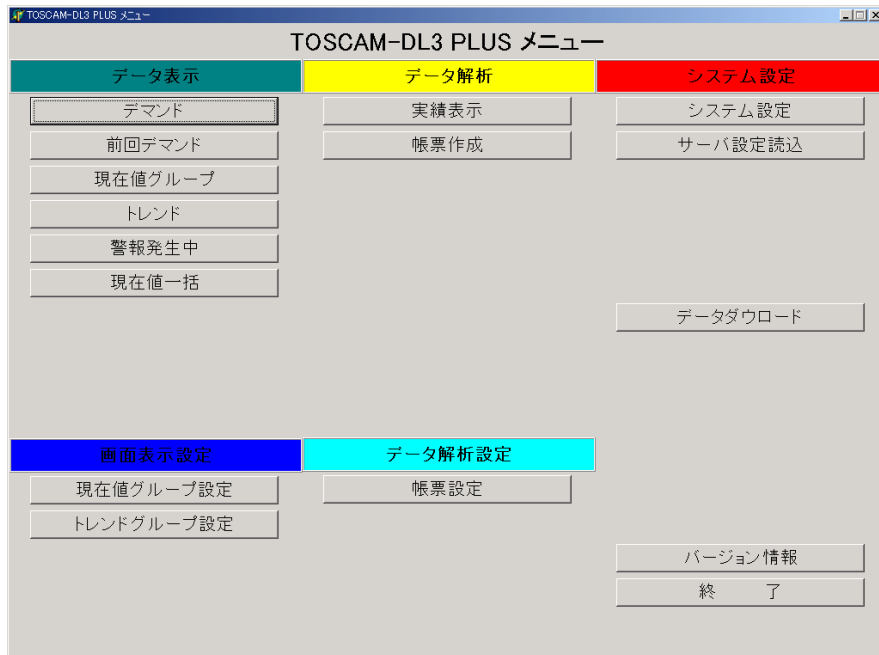 TOSCAM-DL3 PLUS メニュー
TOSCAM-DL3 PLUS メニュー
データ表示
デマンド
前回デマンド
現在値グループ
トレンド
警報発生中
現在値一括
データ解析
実績表示
帳票作成
システム設定
システム設定
サーバ設定読込
データダウロード
画面表示設定
現在値グループ設定
トレンドグループ設定
データ解析設定
帳票設定
バージョン情報
終 了